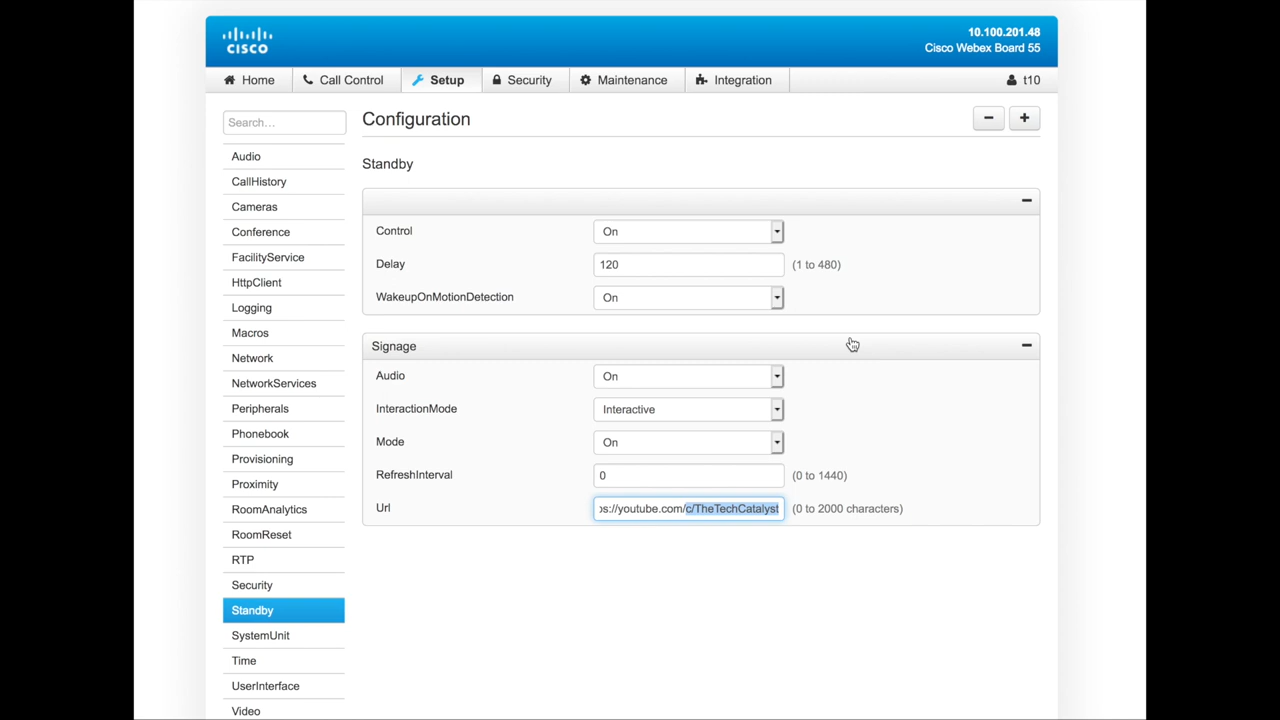 CISCO
10.100.201.48
Cisco Webex Board 55
Home
Call Control
Setup
Security
Maintenance
Integration
t10
Search...
Audio
CallHistory
Cameras
Conference
FacilityService
HttpClient
Logging
Macros
Network
NetworkServices
Peripherals
Phonebook
Provisioning
Proximity
RoomAnalytics
RoomReset
RTP
Security
Standby
SystemUnit
Time
UserInterface
Video
Configuration
Standby
Control On
Delay 120 (1 to 480)
WakeupOnMotionDetection On
Signage
Audio On
InteractionMode Interactive
Mode On
RefreshInterval 0 (0 to 1440)
Url ps://youtube.com/c/TheTechCatalyst (0 to 2000 characters)